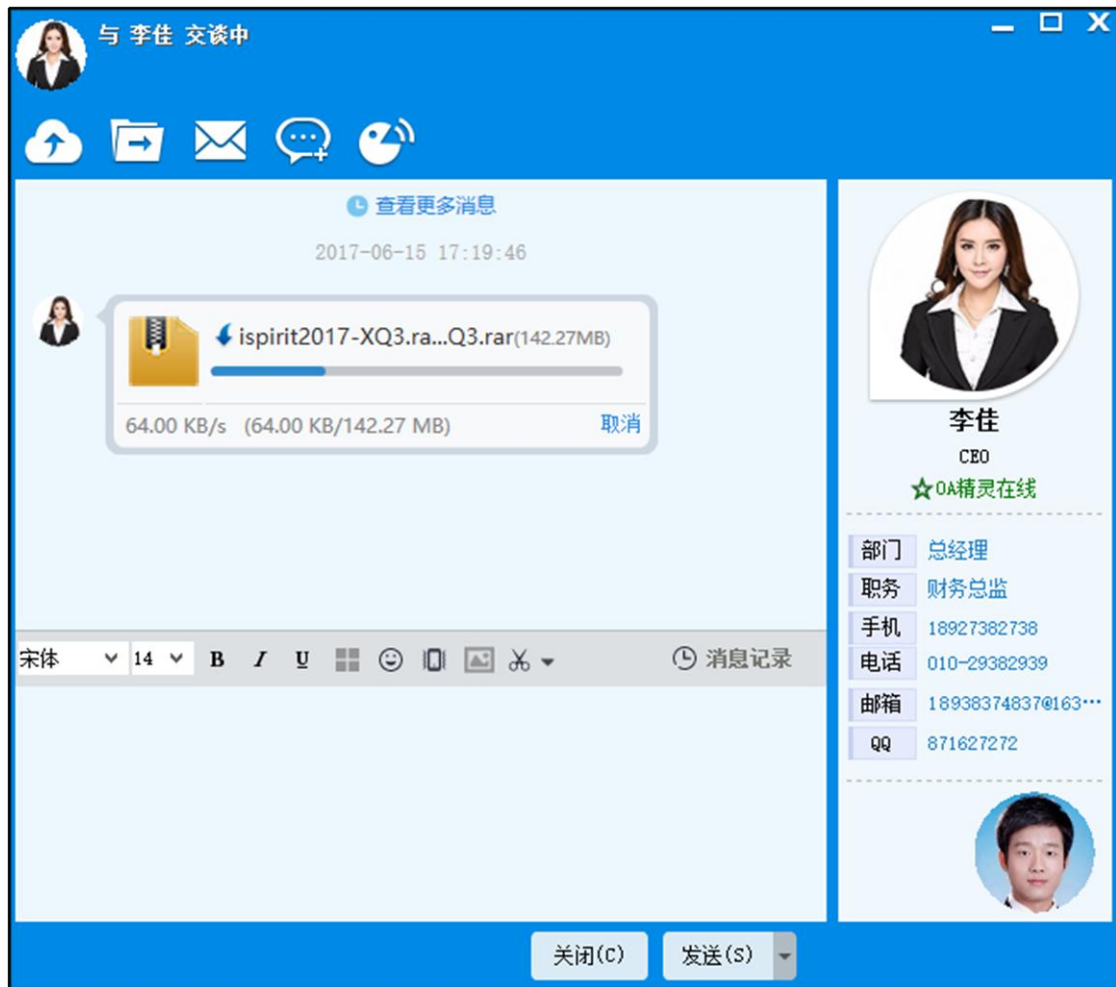 与 李佳 交谈中
查看更多消息
2017-06-15 17:19:46
ispirit2017-XQ3.ra...Q3.rar(142.27MB)
64.00 KB/s (64.00 KB/142.27 MB) 取消
李佳
CEO
OA精灵在线
部门 总经理
职务 财务总监
手机 18927382738
电话 010-29382939
邮箱 18938374837@163…
QQ 871627272
宋体 14 B I U 消息记录
关闭(C) 发送(S)